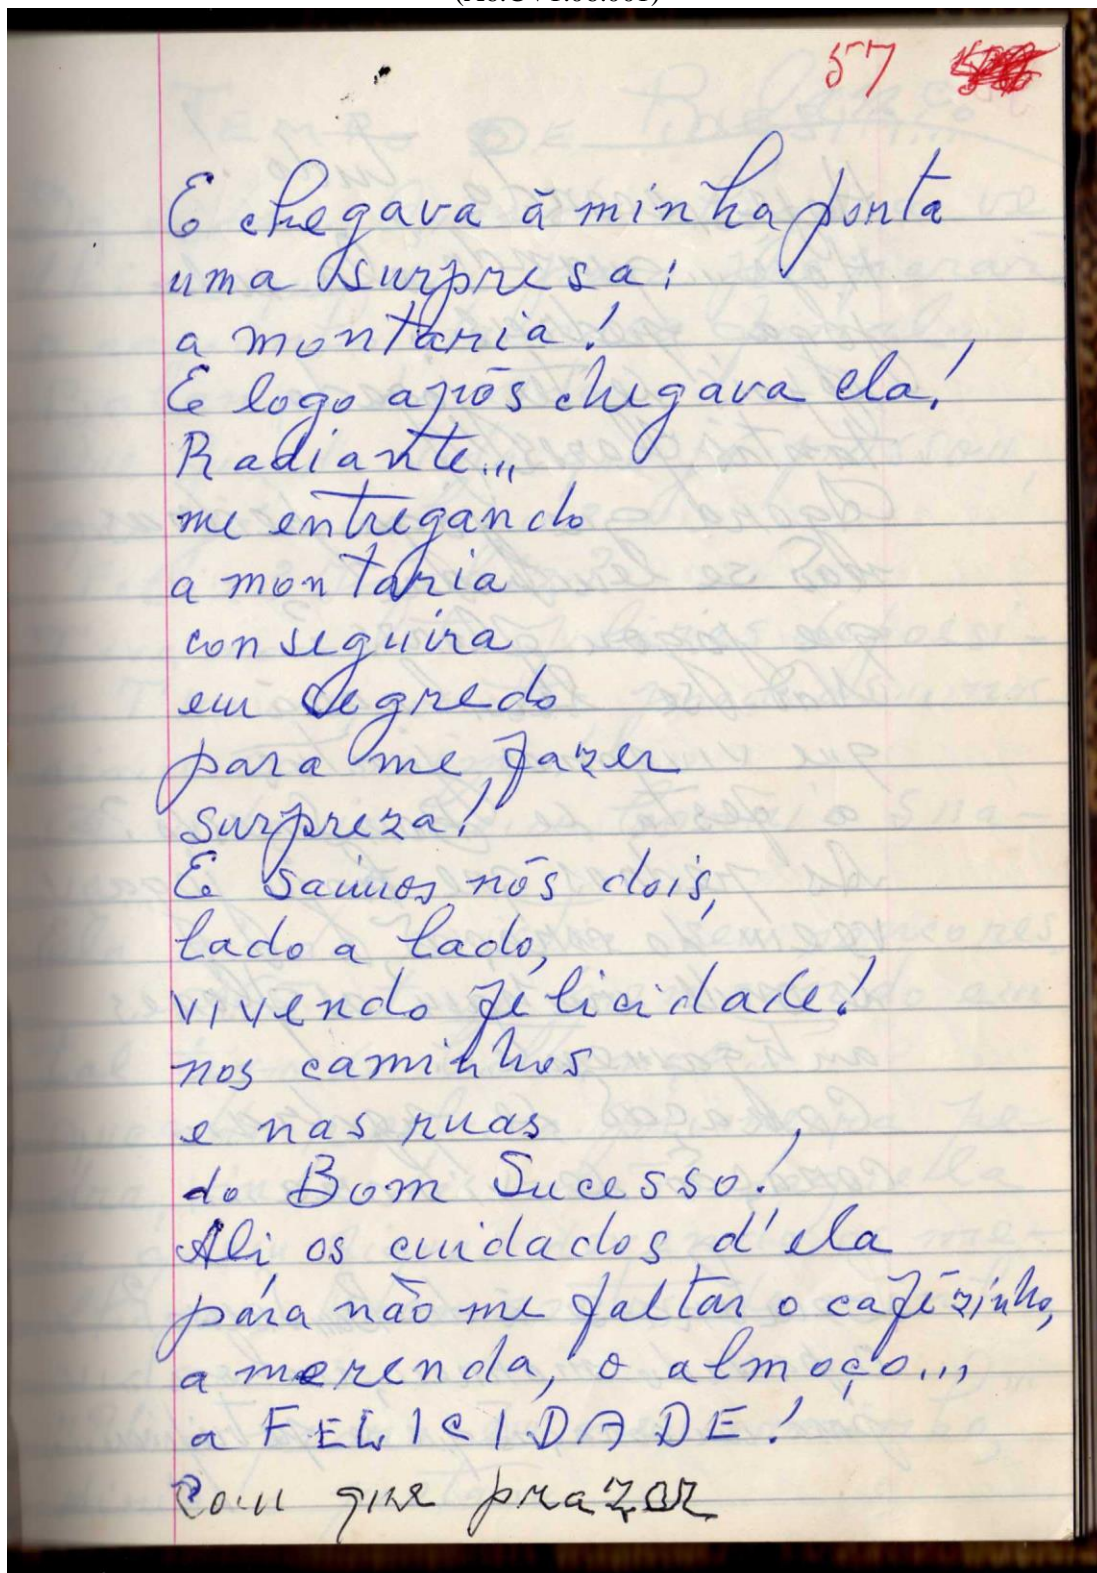 57
E chegava à minha porta
uma surpresa:
a montaria!
E logo após chegava ela!
Radiante...
me entregando
a montaria
conseguira
em segredo
para me fazer
surpreza!
E saimos nós dois,
lado a lado,
vivendo felicidade!
nos caminhos
e nas ruas
do Bom Sucesso!
Ali os cuidados d'ela
pára não me faltar o cafézinho,
a merenda, o almoço...
a FELICIDADE!
Com que prazer